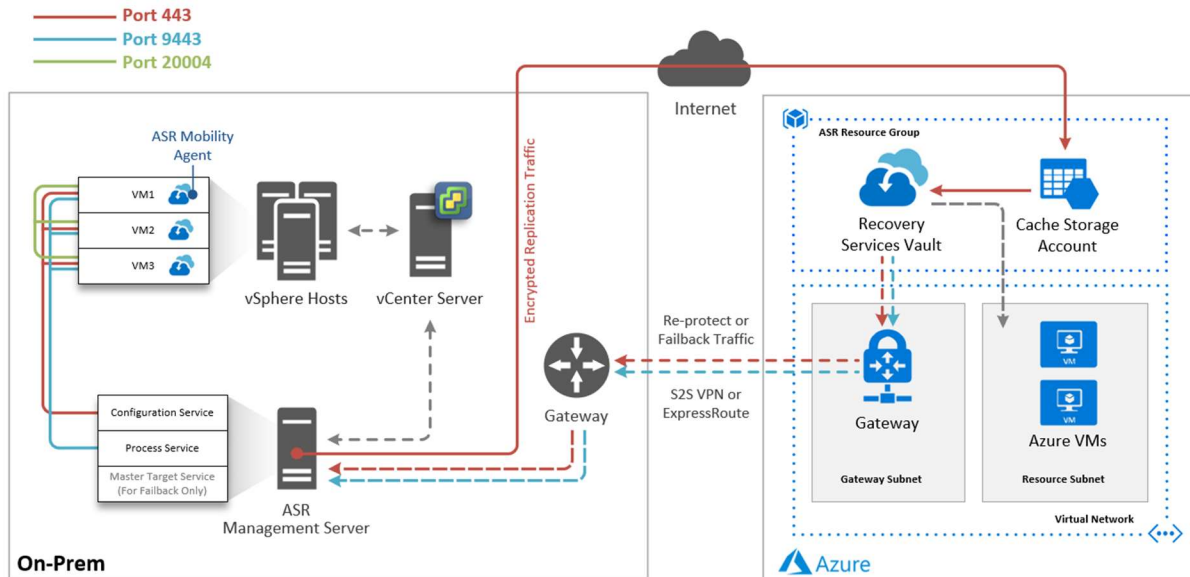 Port 443
Port 9443
Port 20004
Internet
ASR Mobility
Agent
VM1
VM2
VM3
vSphere Hosts
vCenter Server
Encrypted Replication Traffic
Configuration Service
Process Service
Master Target Service
(For Failback Only)
ASR
Management Server
Gateway
On-Prem
Re-protect or
Failback Traffic
S2S VPN or
ExpressRoute
ASR Resource Group
Recovery
Services Vault
Cache Storage
Account
Gateway
Gateway Subnet
VM
VM
Azure VMs
Resource Subnet
Virtual Network
Azure